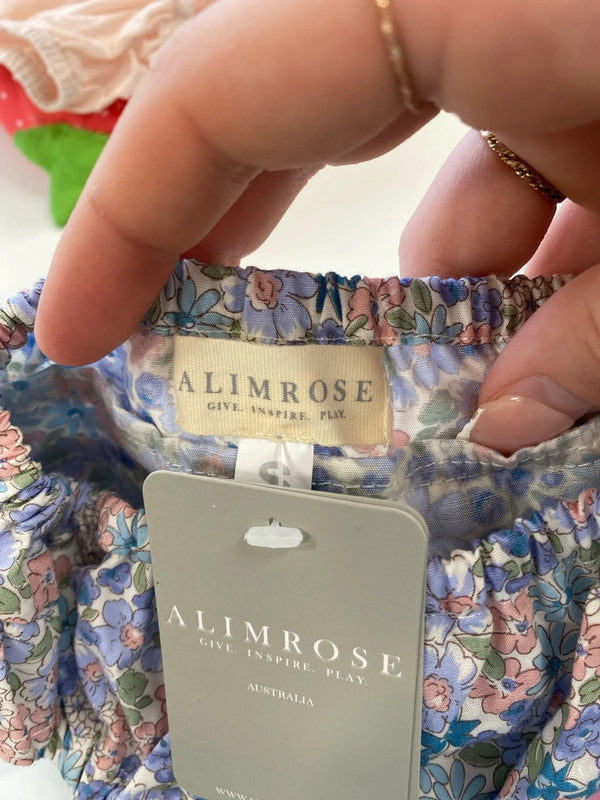 ALIMROSE
GIVE. INSPIRE. PLAY.
S
ALIMROSE
GIVE. INSPIRE. PLAY.
AUSTRALIA